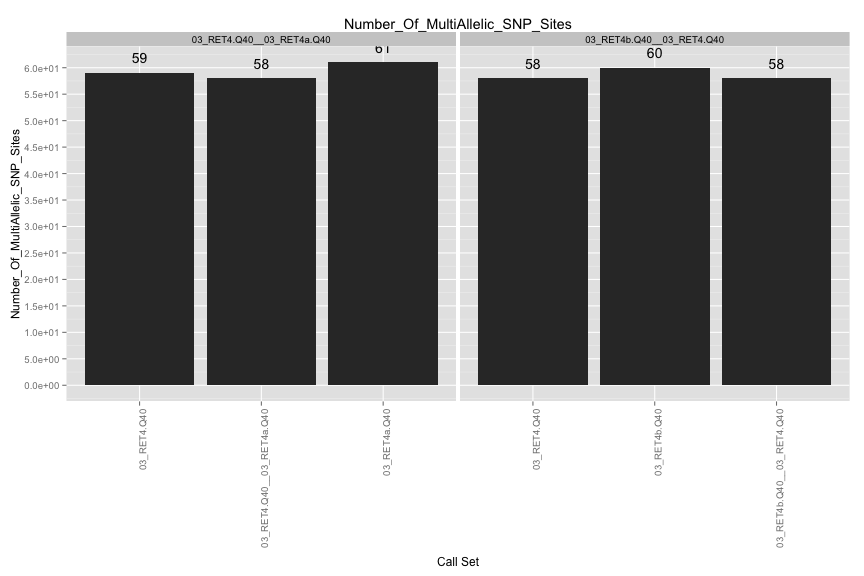 Number_Of_MultiAllelic_SNP_Sites
03_RET4.Q40__03_RET4a.Q40
03_RET4b.Q40__03_RET4.Q40
59
58
61
58
60
58
Number_Of_MultiAllelic_SNP_Sites
6.0e+01
5.5e+01
5.0e+01
4.5e+01
4.0e+01
3.5e+01
3.0e+01
2.5e+01
2.0e+01
1.5e+01
1.0e+01
5.0e+00
0.0e+00
03_RET4.Q40
03_RET4.Q40__03_RET4a.Q40
03_RET4a.Q40
03_RET4.Q40
03_RET4b.Q40
03_RET4b.Q40__03_RET4.Q40
Call Set